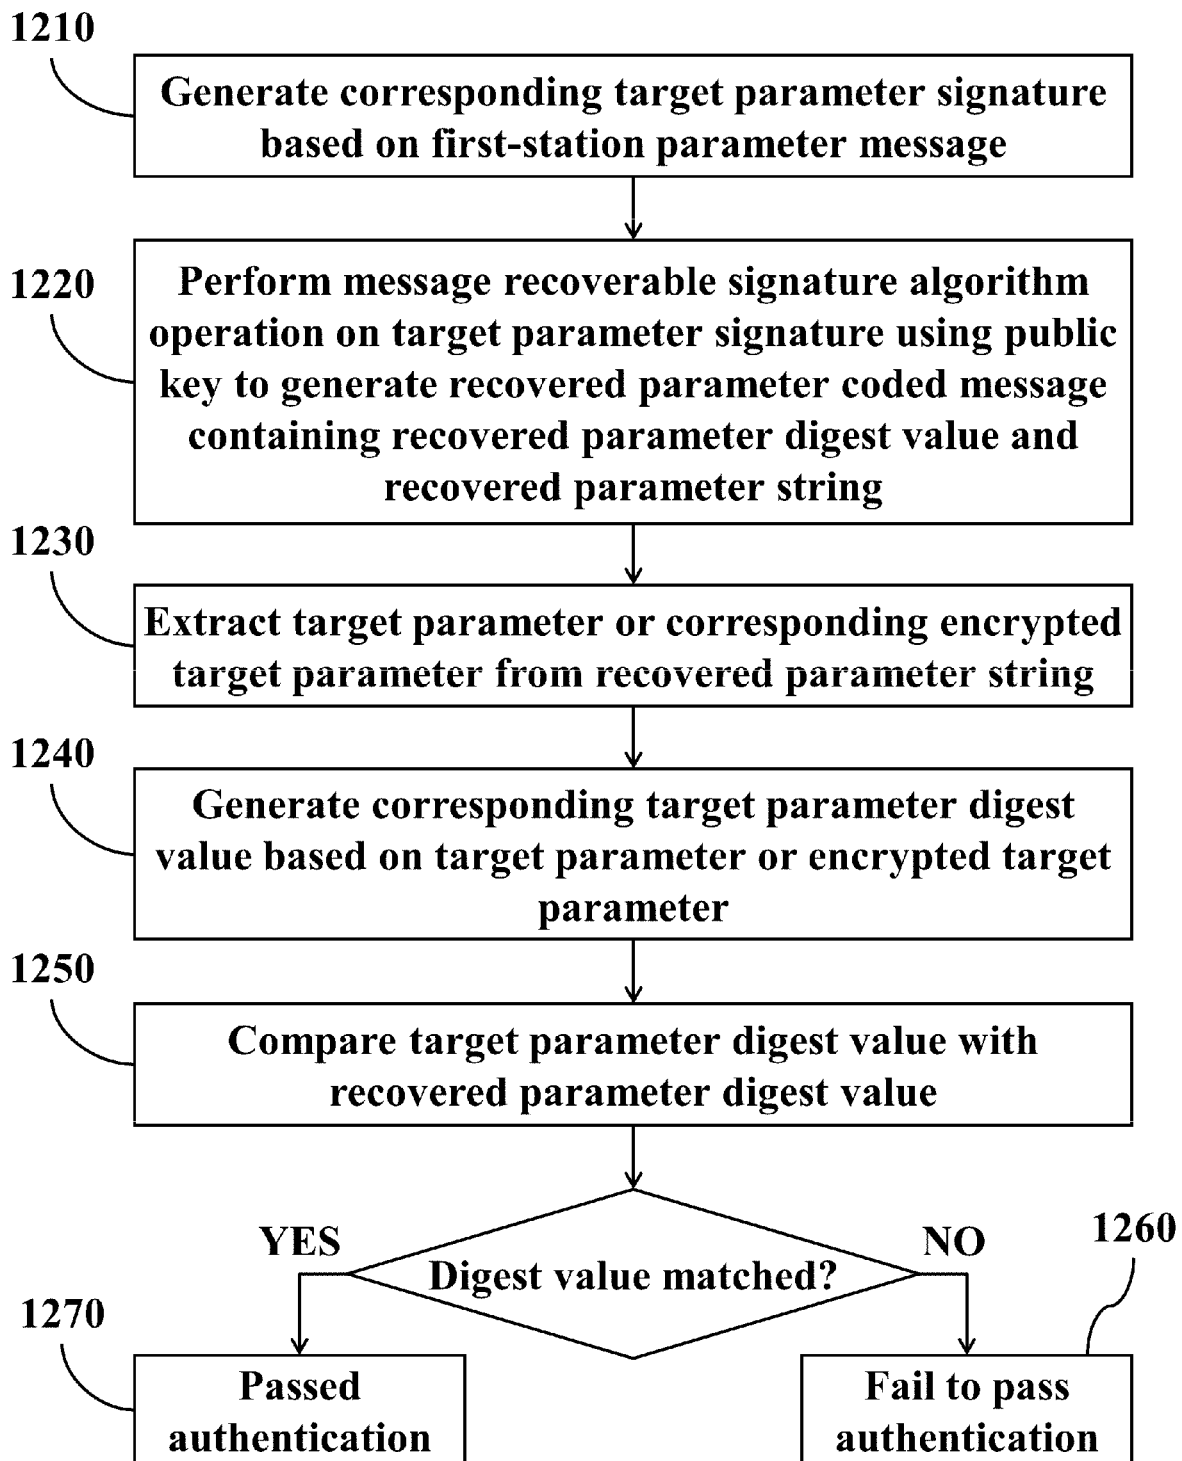 1210
Generate corresponding target parameter signature
based on first-station parameter message
1220
Perform message recoverable signature algorithm
operation on target parameter signature using public
key to generate recovered parameter coded message
containing recovered parameter digest value and
recovered parameter string
1230
Extract target parameter or corresponding encrypted
target parameter from recovered parameter string
1240
Generate corresponding target parameter digest
value based on target parameter or encrypted target
parameter
1250
Compare target parameter digest value with
recovered parameter digest value
YES
NO
1260
Digest value matched?
1270
Passed
authentication
Fail to pass
authentication